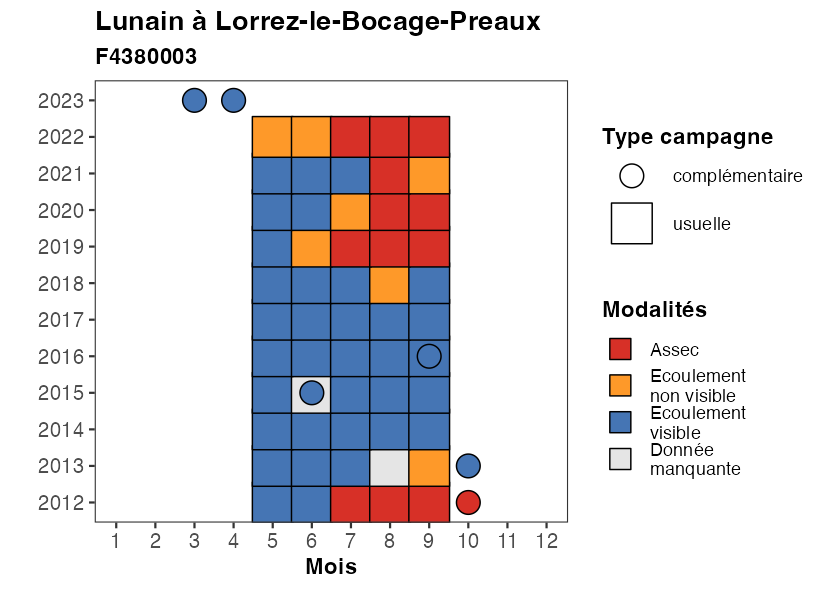 Lunain à Lorrez-le-Bocage-Preaux
F4380003
2023
2022
2021
2020
2019
2018
2017
2016
2015
2014
2013
2012
1 2 3 4 5 6 7 8 9 10 11 12
Mois
Type campagne
complémentaire
usuelle
Modalités
Assec
Ecoulement
non visible
Ecoulement
visible
Donnée
manquante